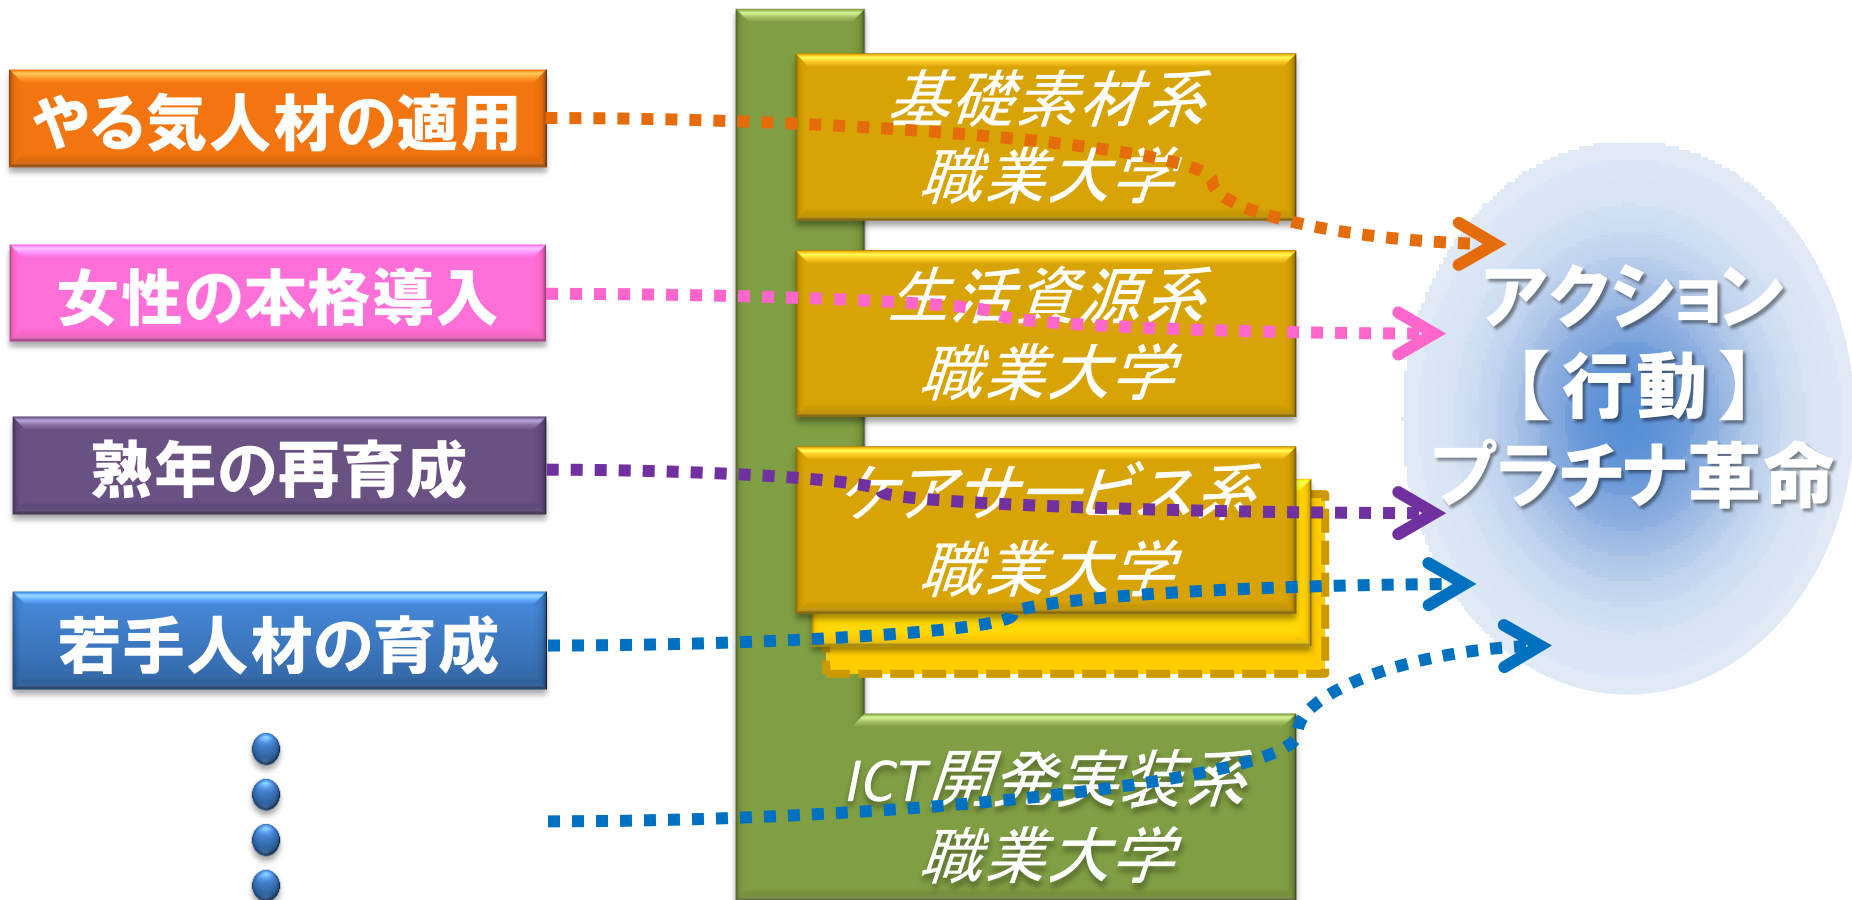 やる気人材の適用
女性の本格導入
熟年の再育成
若手人材の育成
基礎素材系
職業大学
生活資源系
職業大学
ケアサービス系
職業大学
ICT開発実装系
職業大学
アクション
【行動】
プラチナ革命